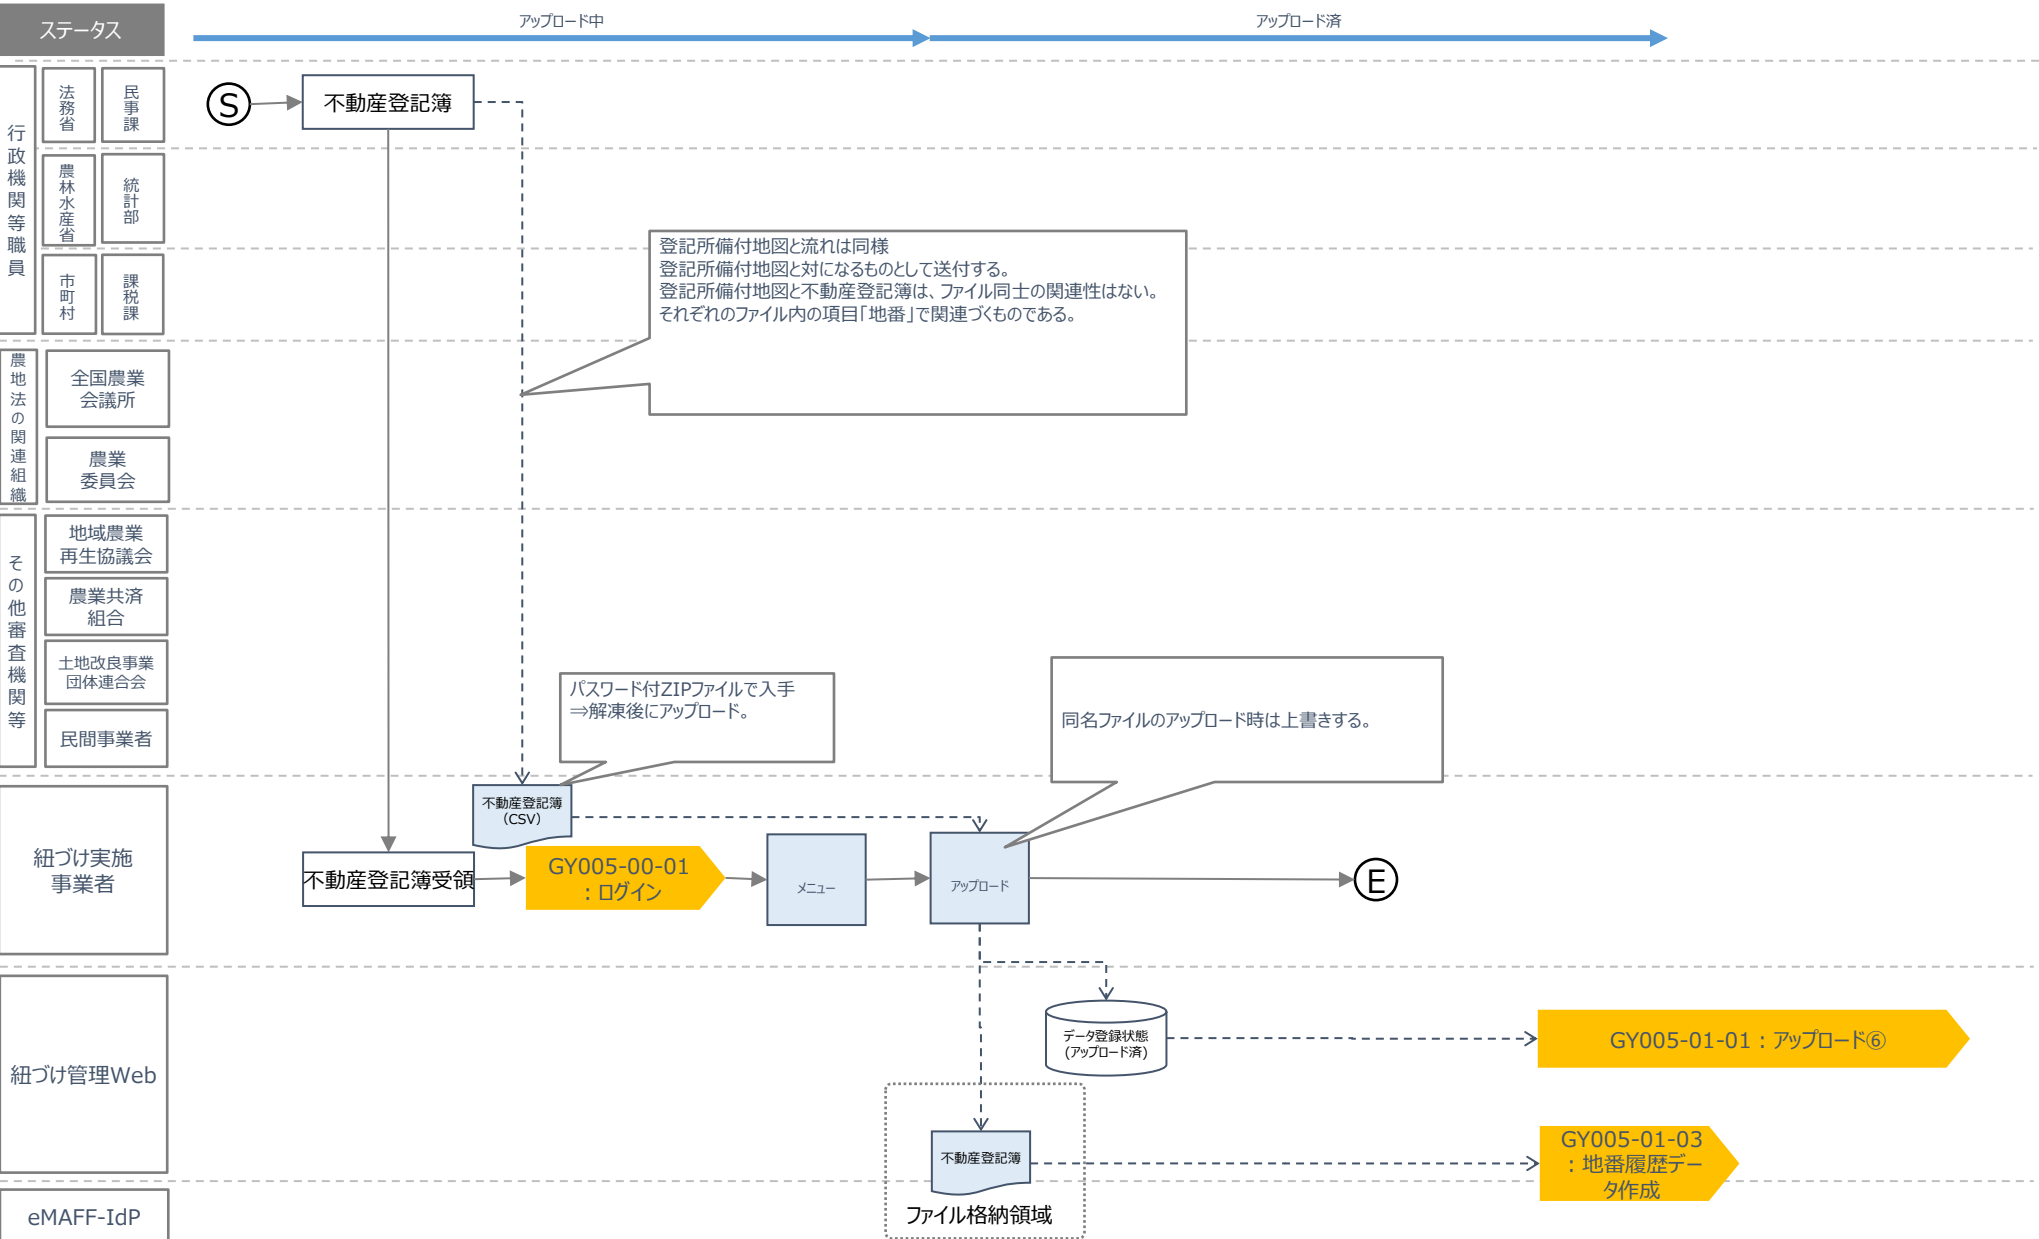 ステータス
アップロード中
アップロード済
行政機関等職員
法務省
民事課
農林水産省
統計部
市町村
課税課
S
不動産登記簿
登記所備付地図と流れは同様
登記所備付地図と対になるものとして送付する。
登記所備付地図と不動産登記簿は、ファイル同士の関連性はない。
それぞれのファイル内の項目「地番」で関連づくものである。
農地法の関連組織
全国農業
会議所
農業
委員会
その他審査機関等
地域農業
再生協議会
農業共済
組合
土地改良事業
団体連合会
民間事業者
パスワード付ZIPファイルで入手
⇒解凍後にアップロード。
同名ファイルのアップロード時は上書きする。
紐づけ実施
事業者
不動産登記簿
（CSV）
不動産登記簿受領
GY005-00-01
：ログイン
メニュー
アップロード
E
紐づけ管理Web
データ登録状態
(アップロード済)
GY005-01-01：アップロード⑥
不動産登記簿
GY005-01-03
：地番履歴デー
タ作成
ファイル格納領域
eMAFF-IdP